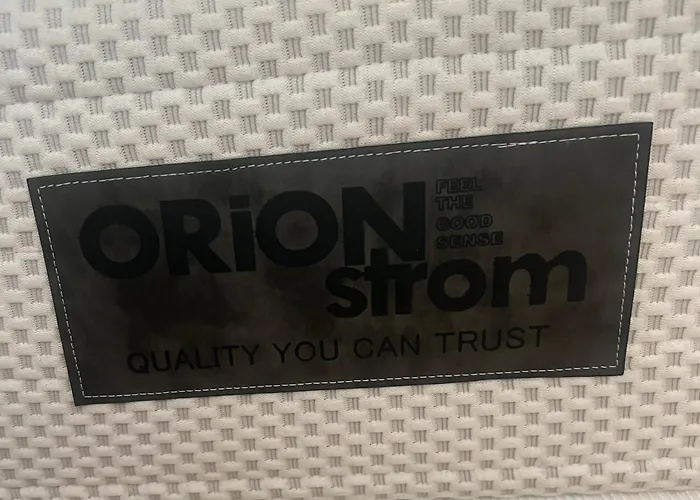 ORiON
FEEL
THE
GOOD
SENSE
strom
QUALITY YOU CAN TRUST